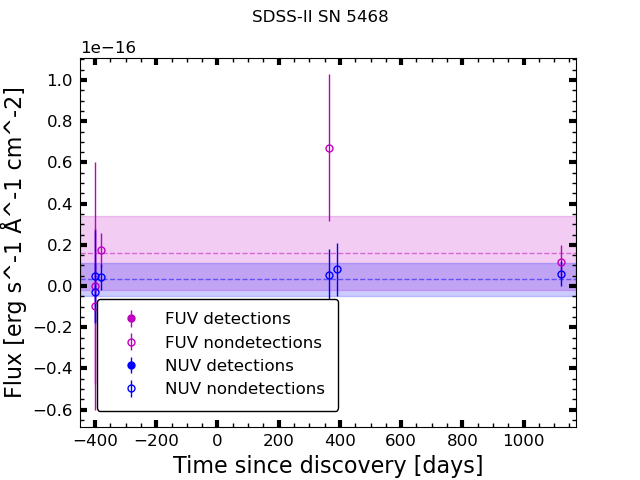 SDSS-II SN 5468
1e−16
1.0
0.8
0.6
0.4
0.2
0.0
−0.2
−0.4
−0.6
Flux [erg s^-1 Å^-1 cm^-2]
FUV detections
FUV nondetections
NUV detections
NUV nondetections
−400 −200 0 200 400 600 800 1000
Time since discovery [days]